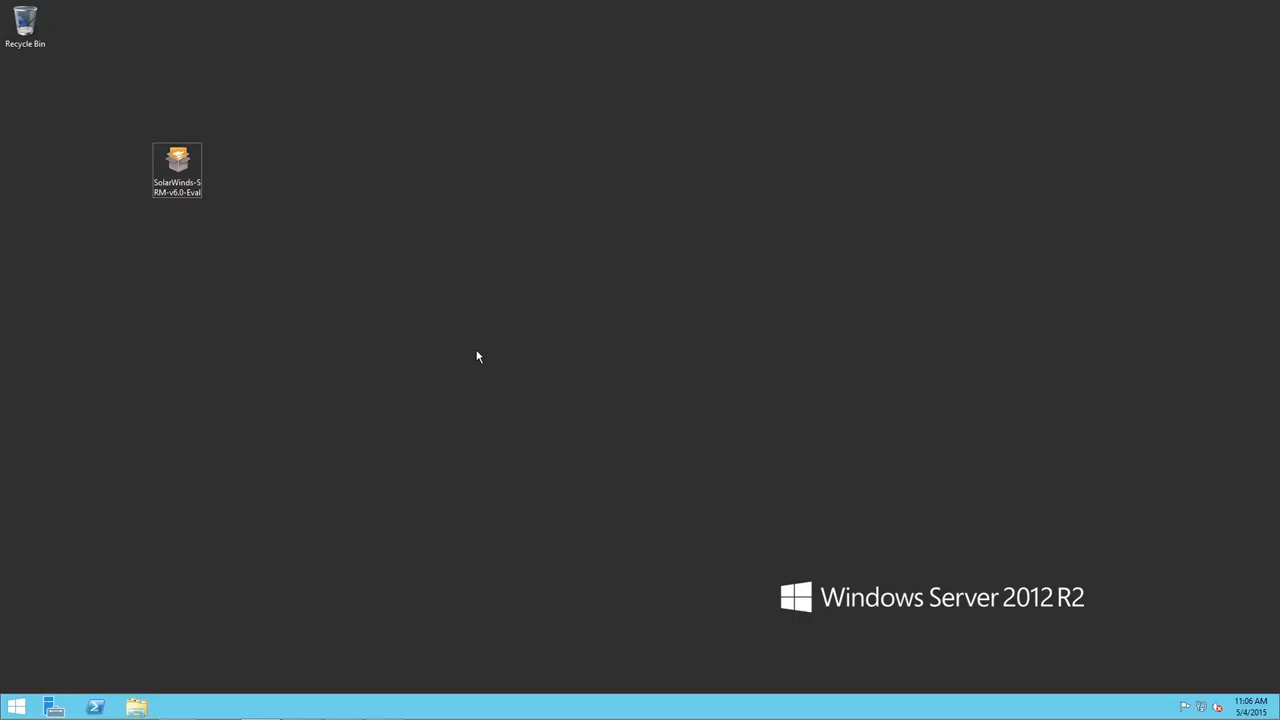 Recycle Bin
SolarWinds-S
RM-v6.0-Eval
Windows Server 2012 R2
11:06 AM
5/4/2015